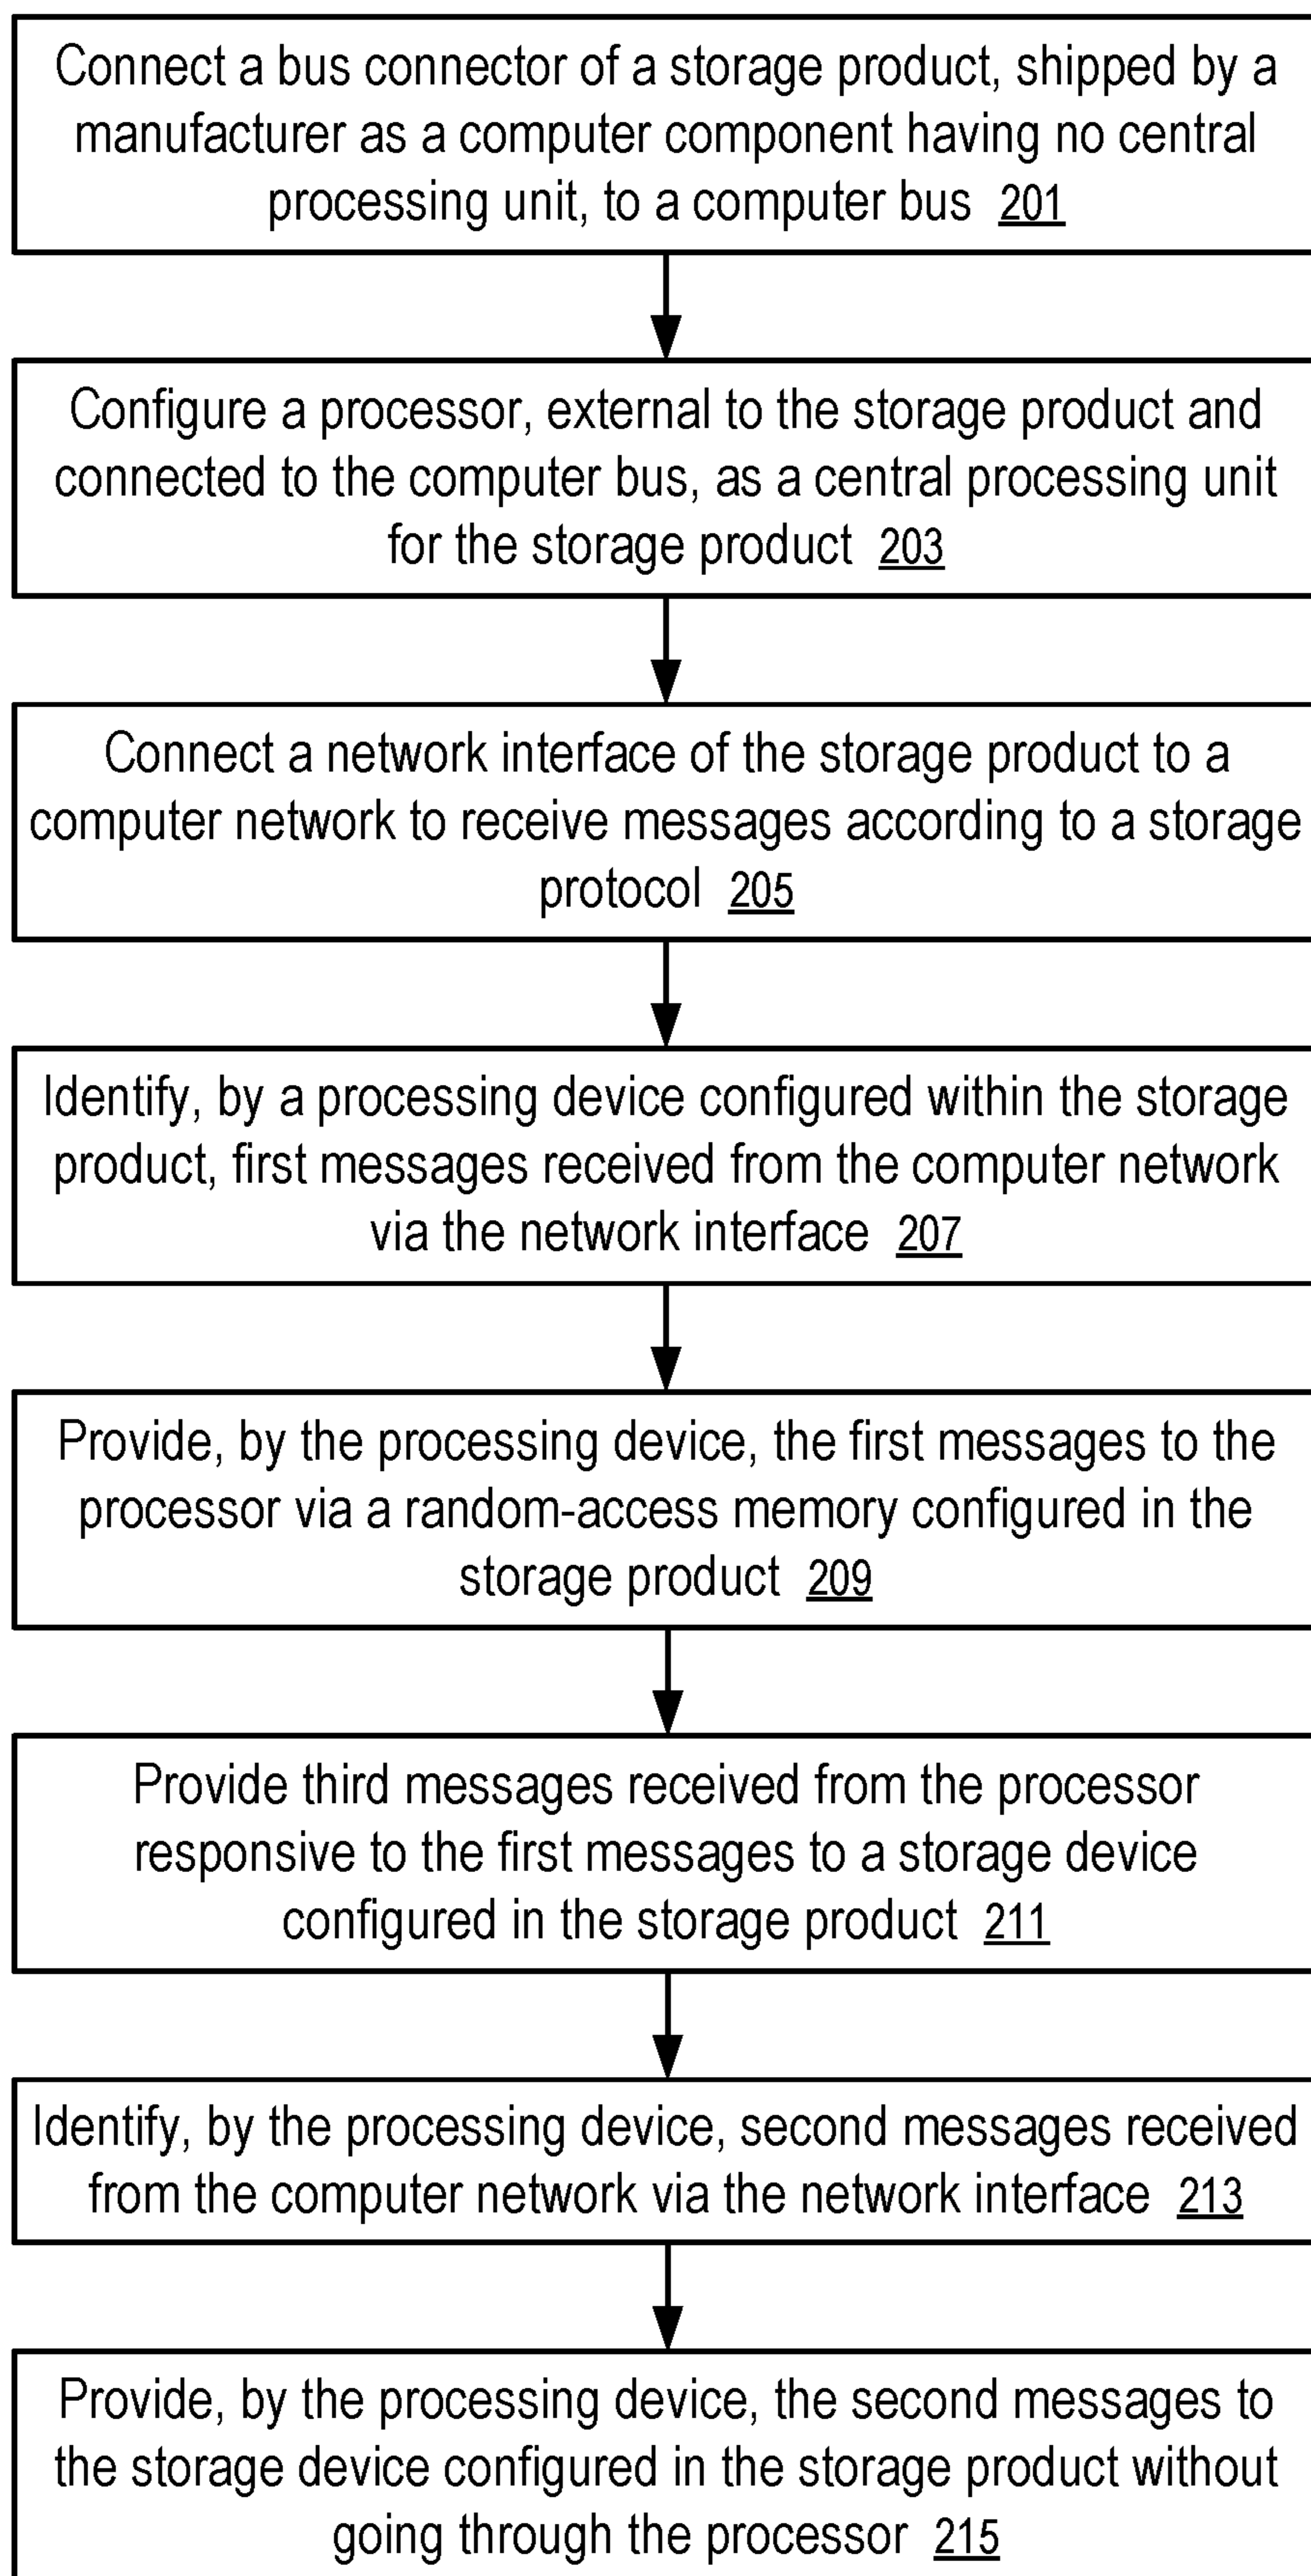 Connect a bus connector of a storage product, shipped by a
manufacturer as a computer component having no central
processing unit, to a computer bus 201
Configure a processor, external to the storage product and
connected to the computer bus, as a central processing unit
for the storage product 203
Connect a network interface of the storage product to a
computer network to receive messages according to a storage
protocol 205
Identify, by a processing device configured within the storage
product, first messages received from the computer network
via the network interface 207
Provide, by the processing device, the first messages to the
processor via a random-access memory configured in the
storage product 209
Provide third messages received from the processor
responsive to the first messages to a storage device
configured in the storage product 211
Identify, by the processing device, second messages received
from the computer network via the network interface 213
Provide, by the processing device, the second messages to
the storage device configured in the storage product without
going through the processor 215